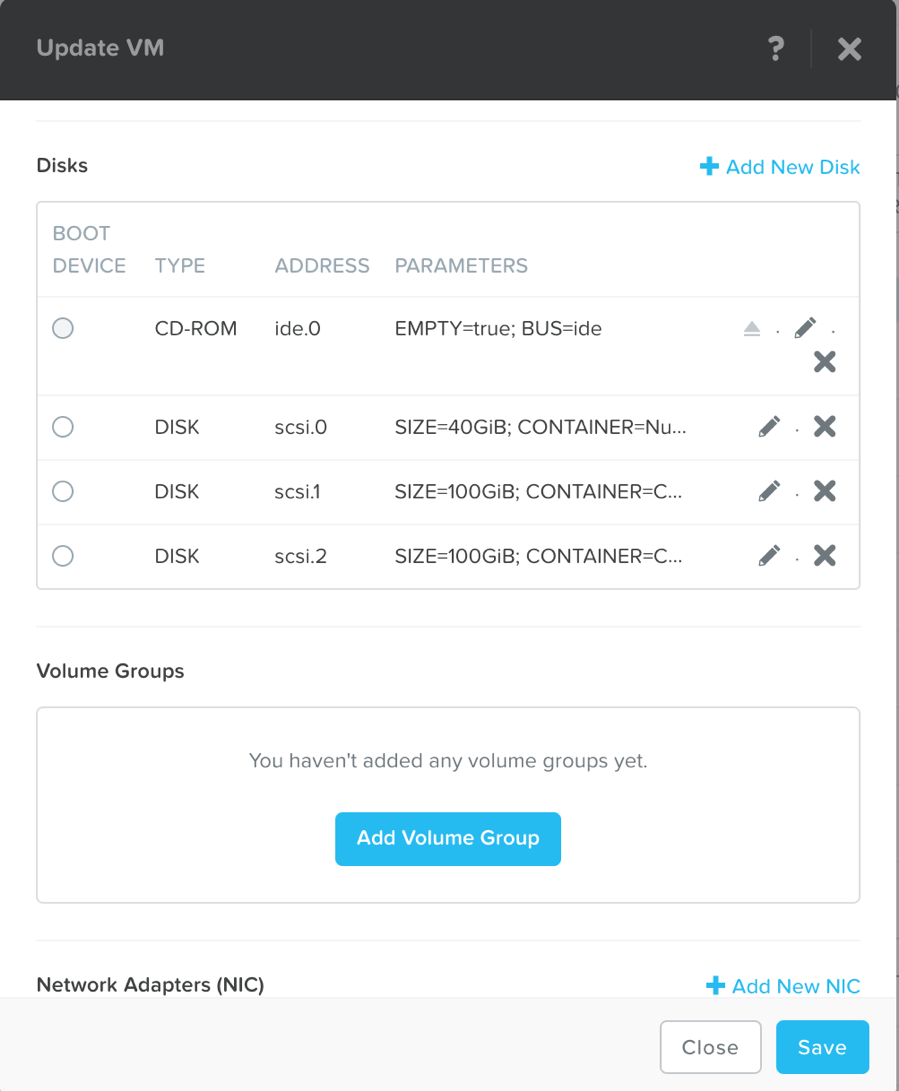 Update VM
?
Disks
Add New Disk
BOOT DEVICE TYPE ADDRESS PARAMETERS
CD-ROM ide.0 EMPTY=true; BUS=ide
DISK scsi.0 SIZE=40GiB; CONTAINER=Nu...
DISK scsi.1 SIZE=100GiB; CONTAINER=C...
DISK scsi.2 SIZE=100GiB; CONTAINER=C...
Volume Groups
You haven't added any volume groups yet.
Add Volume Group
Network Adapters (NIC)
Add New NIC
Close
Save